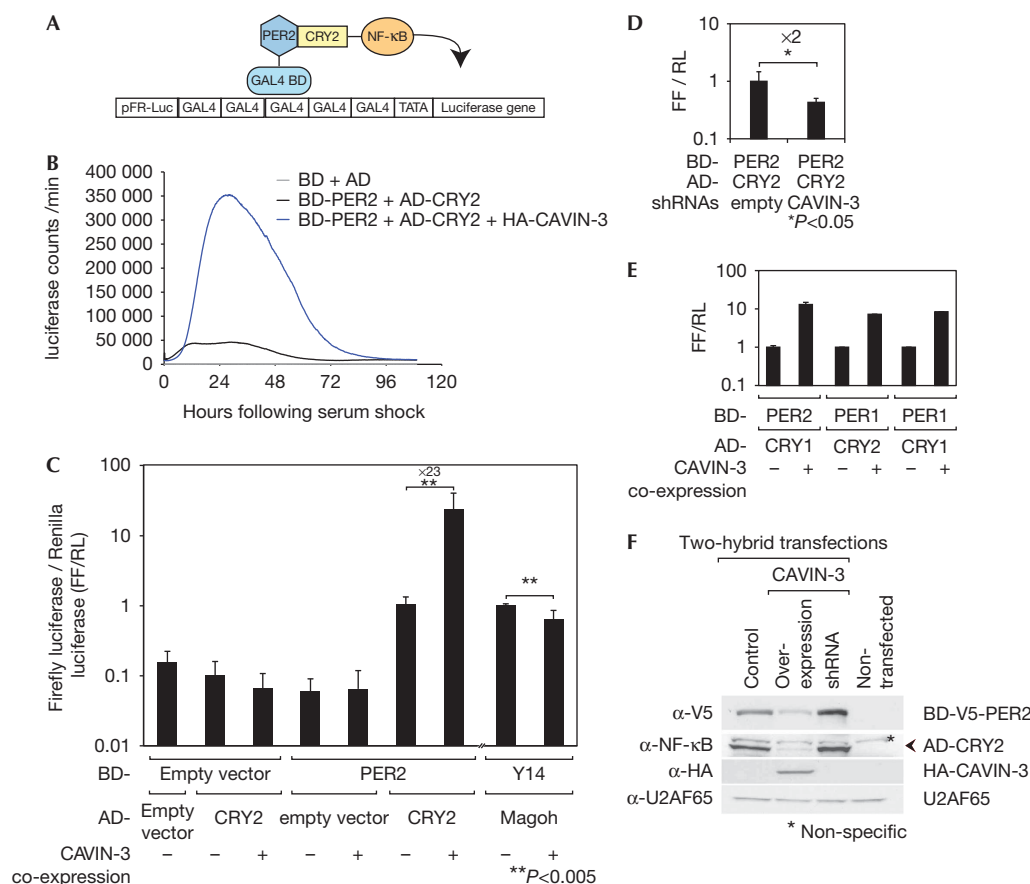 A
PER2 CRY2 NF-κB
GAL4 BD
pFR-Luc GAL4 GAL4 GAL4 GAL4 GAL4 TATA Luciferase gene
B
luciferase counts /min
400 000
350 000
300 000
250 000
200 000
150 000
100 000
50 000
0
BD + AD
BD-PER2 + AD-CRY2
BD-PER2 + AD-CRY2 + HA-CAVIN-3
0 24 48 72 96 120
Hours following serum shock
C
Firefly luciferase / Renilla
luciferase (FF/RL)
100
10
1
0.1
0.01
×23
**
**
BD- Empty vector PER2 Y14
AD- Empty vector CRY2 empty vector CRY2 Magoh
CAVIN-3 co-expression – – + – + – + – +
**P<0.005
D
FF / RL
10
1
0.1
×2
*
BD- PER2 PER2
AD- CRY2 CRY2
shRNAs empty CAVIN-3
*P<0.05
E
FF/RL
100
10
1
0.1
BD- PER2 PER1 PER1
AD- CRY1 CRY2 CRY1
CAVIN-3 – + – + – +
co-expression
F
Two-hybrid transfections
CAVIN-3
Control
Over-
expression
shRNA
Non-
transfected
α-V5 BD-V5-PER2
α-NF-κB * AD-CRY2
α-HA HA-CAVIN-3
α-U2AF65 U2AF65
* Non-specific